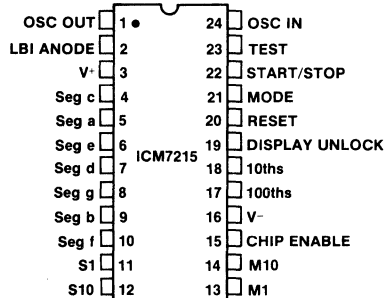 OSC OUT 1 24 OSC IN
LBI ANODE 2 23 TEST
V+ 3 22 START/STOP
Seg c 4 21 MODE
Seg a 5 20 RESET
Seg e 6 19 DISPLAY UNLOCK
ICM7215
Seg d 7 18 10ths
Seg g 8 17 100ths
Seg b 9 16 V-
Seg f 10 15 CHIP ENABLE
S1 11 14 M10
S10 12 13 M1